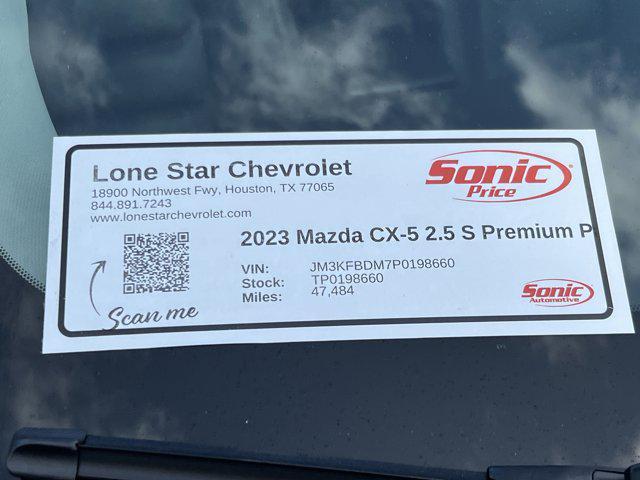 Lone Star Chevrolet
18900 Northwest Fwy, Houston, TX 77065
844.891.7243
www.lonestarchevrolet.com
Sonic®
Price
2023 Mazda CX-5 2.5 S Premium P
VIN: JM3KFBDM7P0198660
Stock: TP0198660
Miles: 47,484
Scan me
Sonic
Automotive